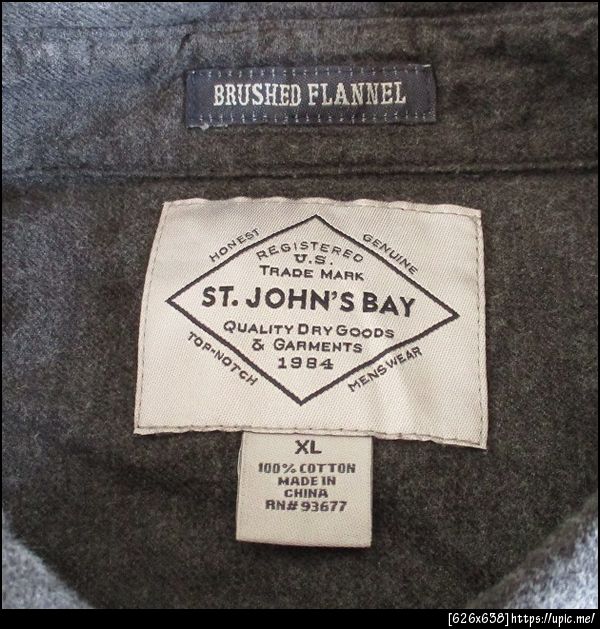 BRUSHED FLANNEL
HONEST
GENUINE
REGISTERED
U.S.
TRADE MARK
ST. JOHN'S BAY
QUALITY DRY GOODS
& GARMENTS
1984
TOP-NOTCH
MENSWEAR
XL
100% COTTON
MADE IN
CHINA
RN# 93677
[626x638]https://upic.me/